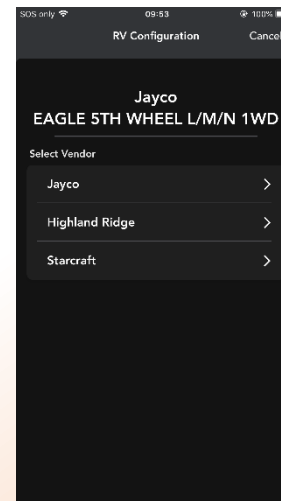 SOS only 09:53 100%
RV Configuration Cancel
Jayco
EAGLE 5TH WHEEL L/M/N 1WD
Select Vendor
Jayco
Highland Ridge
Starcraft